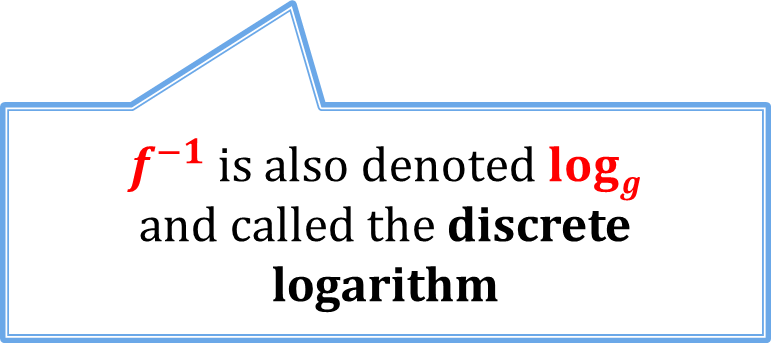 f⁻¹ is also denoted log_g
and called the discrete
logarithm